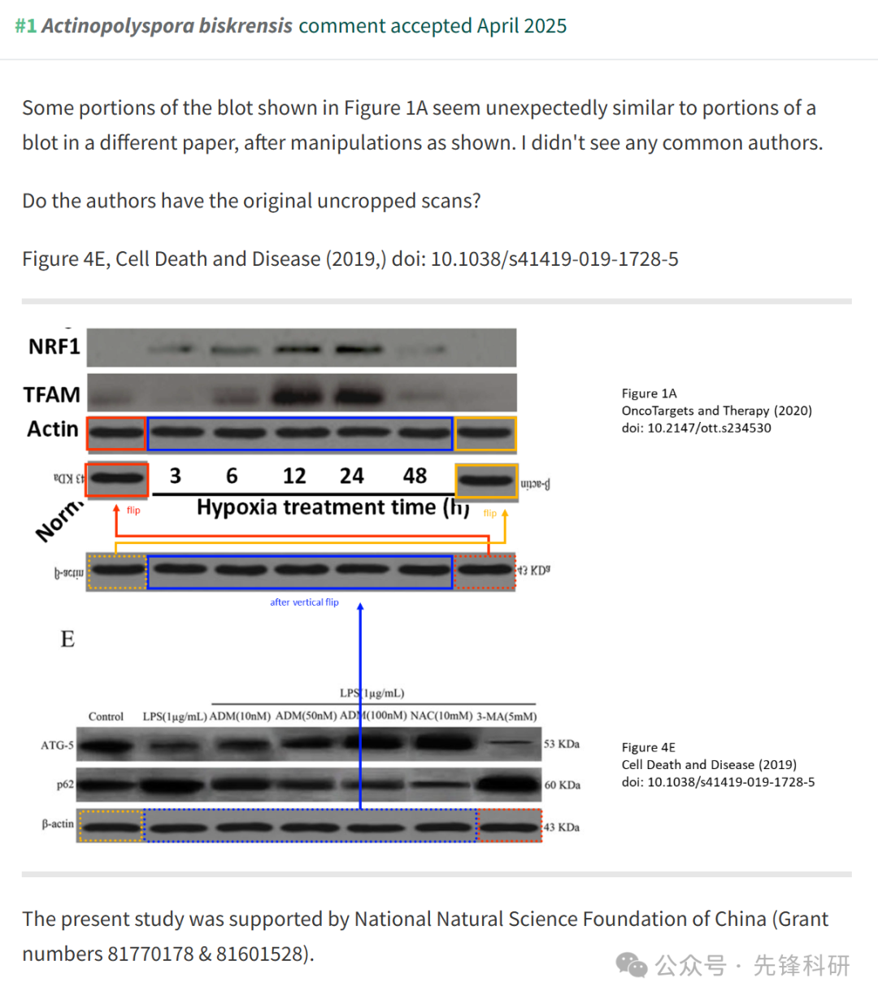 #1 Actinopolyspora biskrensis comment accepted April 2025
Some portions of the blot shown in Figure 1A seem unexpectedly similar to portions of a
blot in a different paper, after manipulations as shown. I didn't see any common authors.
Do the authors have the original uncropped scans?
Figure 4E, Cell Death and Disease (2019,) doi: 10.1038/s41419-019-1728-5
NRF1
TFAM
Actin
Figure 1A
OncoTargets and Therapy (2020)
doi: 10.2147/ott.s234530
43 KDa
3 6 12 24 48
β-actin
Norm
flip
Hypoxia treatment time (h)
flip
β-actin
43 KDa
after vertical flip
E
LPS(1μg/mL)
Control LPS(1μg/mL) ADM(10nM) ADM(50nM) ADM(100nM) NAC(10mM) 3-MA(5mM)
ATG-5
53 KDa
p62
60 KDa
β-actin
43 KDa
Figure 4E
Cell Death and Disease (2019)
doi: 10.1038/s41419-019-1728-5
The present study was supported by National Natural Science Foundation of China (Grant
numbers 81770178 & 81601528).
公众号 · 先锋科研